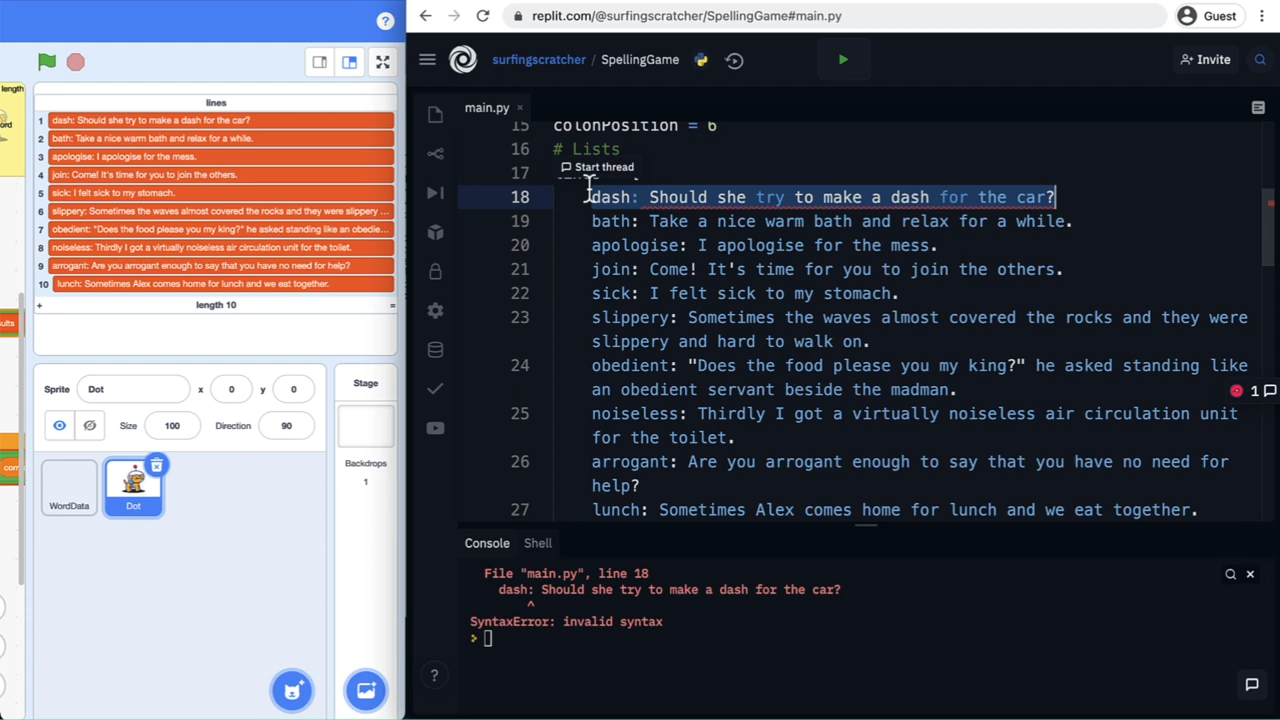 length
ord
ults
com
lines
1 dash: Should she try to make a dash for the car?
2 bath: Take a nice warm bath and relax for a while.
3 apologise: I apologise for the mess.
4 join: Come! It's time for you to join the others.
5 sick: I felt sick to my stomach.
6 slippery: Sometimes the waves almost covered the rocks and they were slippery ...
7 obedient: "Does the food please you my king?" he asked standing like an obedie...
8 noiseless: Thirdly I got a virtually noiseless air circulation unit for the toilet.
9 arrogant: Are you arrogant enough to say that you have no need for help?
10 lunch: Sometimes Alex comes home for lunch and we eat together.
+ length 10 =
Sprite Dot x 0 y 0
Size 100 Direction 90
WordData
Dot
Stage
Backdrops
1
replit.com/@surfingscratcher/SpellingGame#main.py
Guest
surfingscratcher / SpellingGame
Invite
main.py ×
15 colonPosition = 6
16 # Lists
Start thread
17
18 dash: Should she try to make a dash for the car?
19 bath: Take a nice warm bath and relax for a while.
20 apologise: I apologise for the mess.
21 join: Come! It's time for you to join the others.
22 sick: I felt sick to my stomach.
23 slippery: Sometimes the waves almost covered the rocks and they were
slippery and hard to walk on.
24 obedient: "Does the food please you my king?" he asked standing like
an obedient servant beside the madman.
25 noiseless: Thirdly I got a virtually noiseless air circulation unit
for the toilet.
26 arrogant: Are you arrogant enough to say that you have no need for
help?
27 lunch: Sometimes Alex comes home for lunch and we eat together.
1
Console Shell
File "main.py", line 18
dash: Should she try to make a dash for the car?
^
SyntaxError: invalid syntax
>